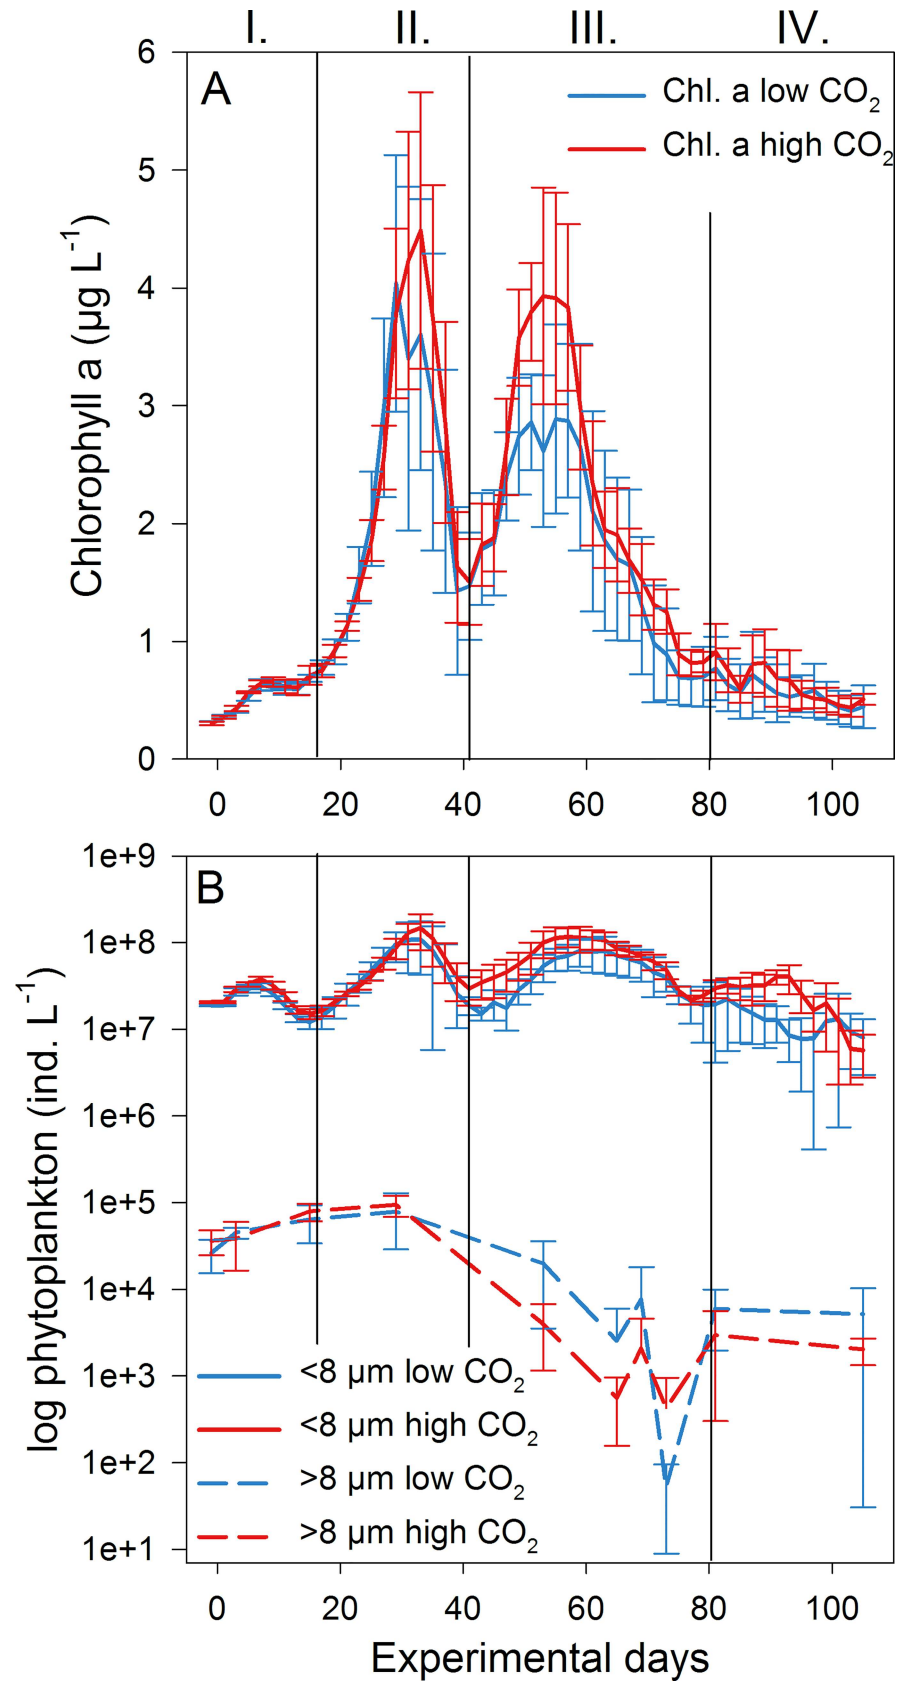 I. II. III. IV.
A
Chl. a low CO₂
Chl. a high CO₂
Chlorophyll a (µg L⁻¹)
6
5
4
3
2
1
0
0 20 40 60 80 100
B
log phytoplankton (ind. L⁻¹)
1e+9
1e+8
1e+7
1e+6
1e+5
1e+4
1e+3
1e+2
1e+1
<8 µm low CO₂
<8 µm high CO₂
>8 µm low CO₂
>8 µm high CO₂
0 20 40 60 80 100
Experimental days